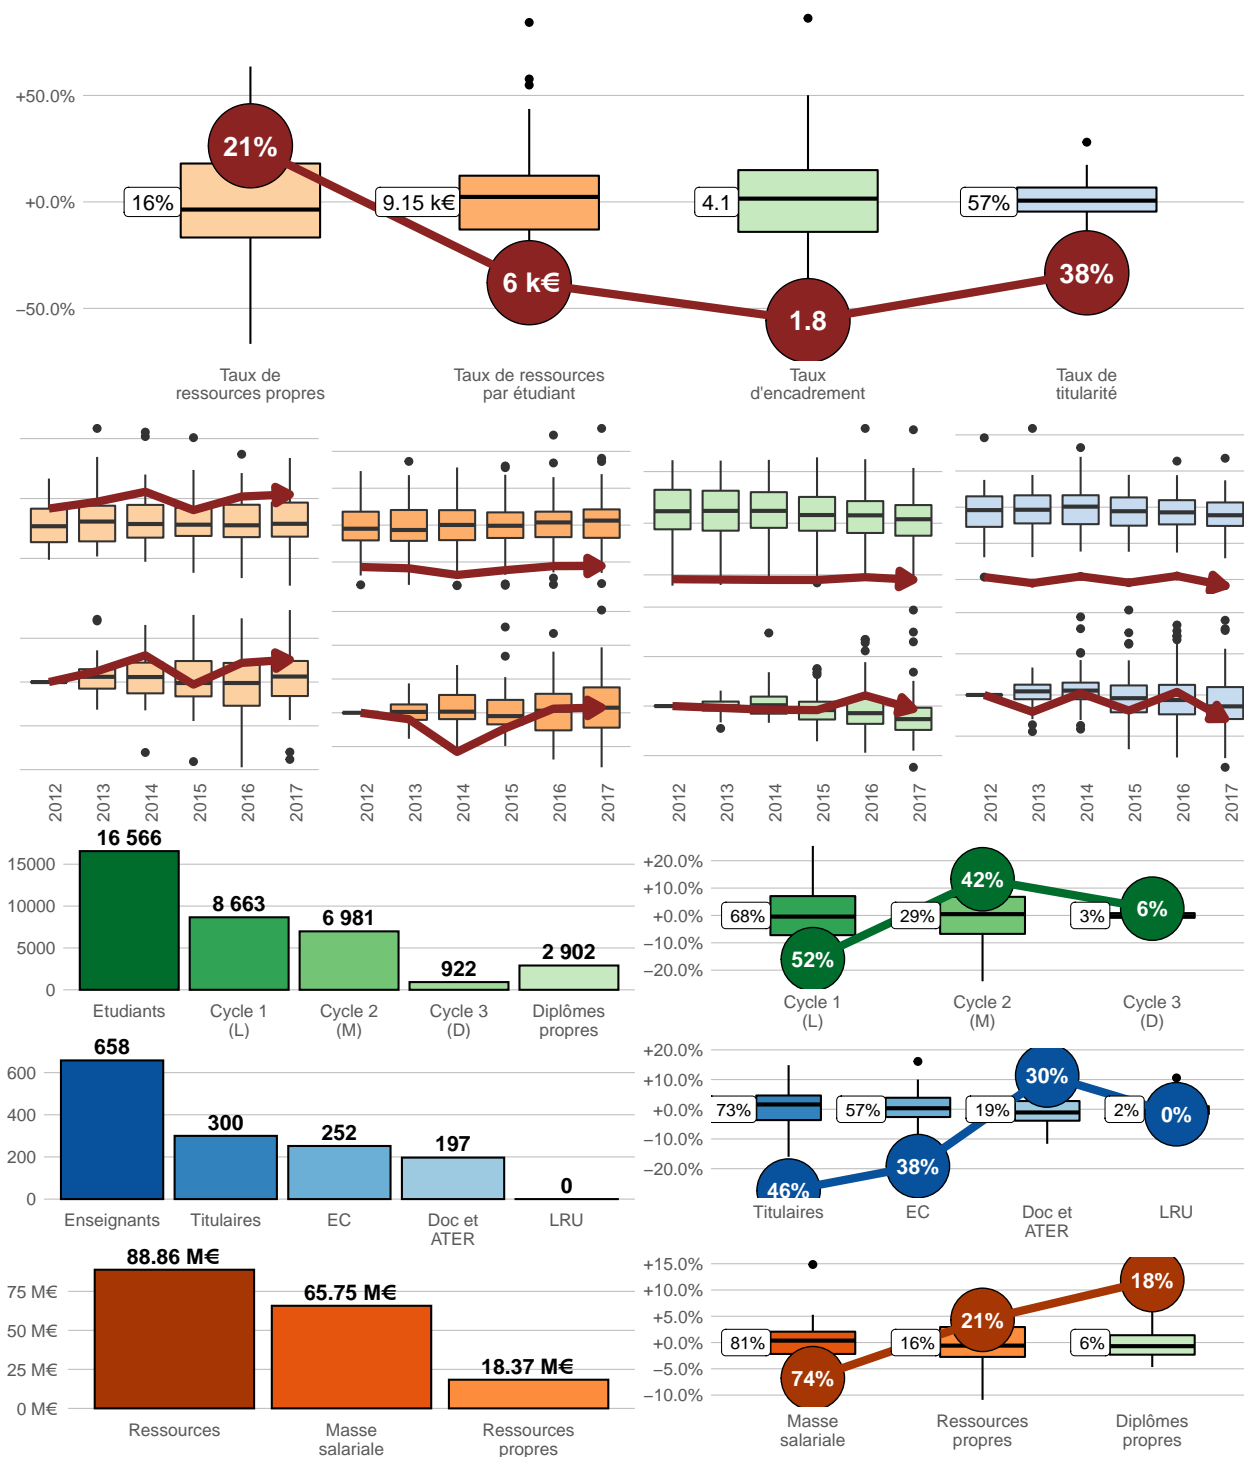 +50.0%
+0.0%
−50.0%
16%
21%
9.15 k€
6 k€
4.1
1.8
57%
38%
Taux de
ressources propres
Taux de ressources
par étudiant
Taux
d'encadrement
Taux de
titularité
2012
2013
2014
2015
2016
2017
2012
2013
2014
2015
2016
2017
2012
2013
2014
2015
2016
2017
2012
2013
2014
2015
2016
2017
15000
10000
5000
0
16 566
8 663
6 981
922
2 902
Etudiants
Cycle 1
(L)
Cycle 2
(M)
Cycle 3
(D)
Diplômes
propres
+20.0%
+10.0%
+0.0%
−10.0%
−20.0%
68%
52%
29%
42%
3%
6%
Cycle 1
(L)
Cycle 2
(M)
Cycle 3
(D)
600
400
200
0
658
300
252
197
0
Enseignants
Titulaires
EC
Doc et
ATER
LRU
+20.0%
+10.0%
+0.0%
−10.0%
−20.0%
73%
46%
57%
38%
19%
30%
2%
0%
Titulaires
EC
Doc et
ATER
LRU
75 M€
50 M€
25 M€
0 M€
88.86 M€
65.75 M€
18.37 M€
Ressources
Masse
salariale
Ressources
propres
+15.0%
+10.0%
+5.0%
+0.0%
−5.0%
−10.0%
81%
74%
16%
21%
6%
18%
Masse
salariale
Ressources
propres
Diplômes
propres